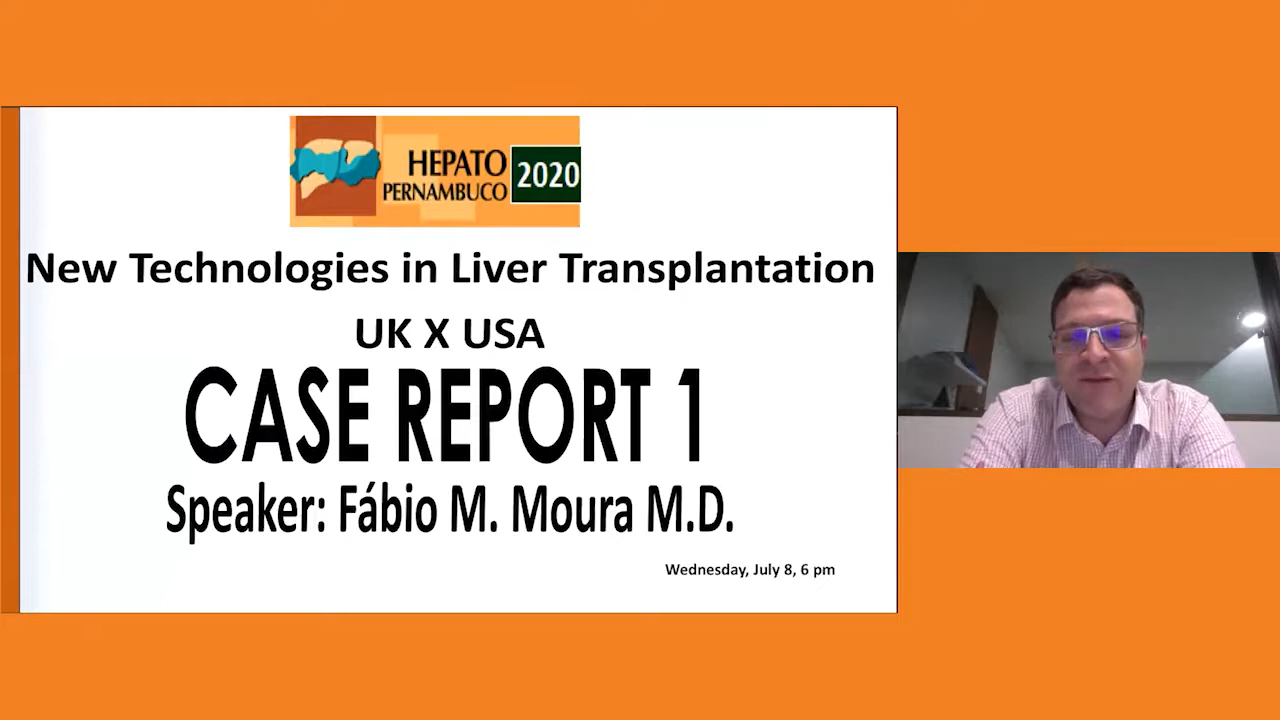 HEPATO
PERNAMBUCO
2020
New Technologies in Liver Transplantation
UK X USA
CASE REPORT 1
Speaker: Fábio M. Moura M.D.
Wednesday, July 8, 6 pm